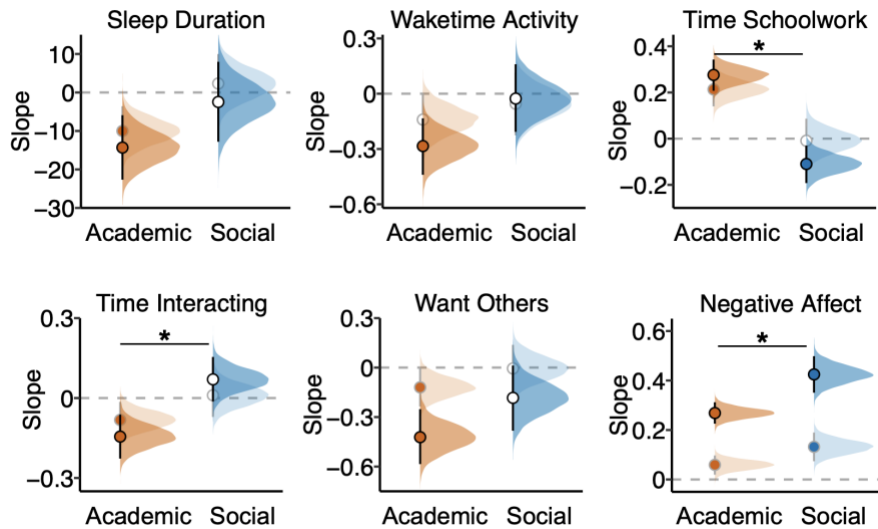 Sleep Duration
Slope
10
0
−10
−20
−30
Academic Social
Waketime Activity
Slope
0.3
0
−0.3
−0.6
Academic Social
Time Schoolwork
*
Slope
0.4
0.2
0
−0.2
Academic Social
Time Interacting
*
Slope
0.3
0
−0.3
Academic Social
Want Others
Slope
0.3
0
−0.3
−0.6
Academic Social
Negative Affect
*
Slope
0.6
0.4
0.2
0
Academic Social